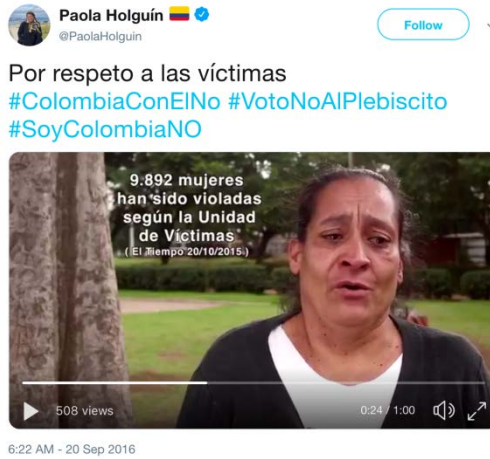 Paola Holguín
@PaolaHolguin
Follow
Por respeto a las víctimas
#ColombiaConElNo #VotoNoAlPlebiscito
#SoyColombiaNO
9.892 mujeres
han sido violadas
según la Unidad
de Víctimas
( El Tiempo 20/10/2015 )
508 views
0:24 / 1:00
6:22 AM - 20 Sep 2016